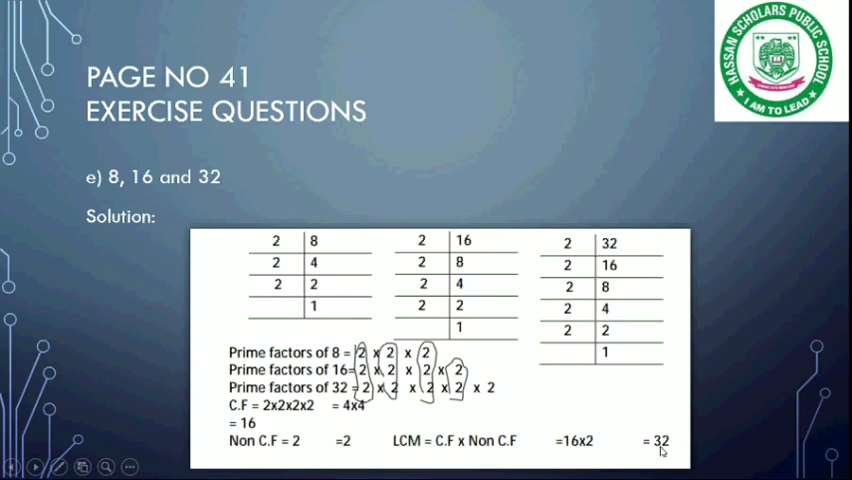 HASSAN SCHOLARS PUBLIC SCHOOL
I AM TO LEAD
PAGE NO 41
EXERCISE QUESTIONS
e) 8, 16 and 32
Solution:
2 8
2 4
2 2
1
2 16
2 8
2 4
2 2
1
2 32
2 16
2 8
2 4
2 2
1
Prime factors of 8 = 2 x 2 x 2
Prime factors of 16= 2 x 2 x 2 x 2
Prime factors of 32 = 2 x 2 x 2 x 2 x 2
C.F = 2x2x2x2 = 4x4
= 16
Non C.F = 2 =2 LCM = C.F x Non C.F =16x2 = 32